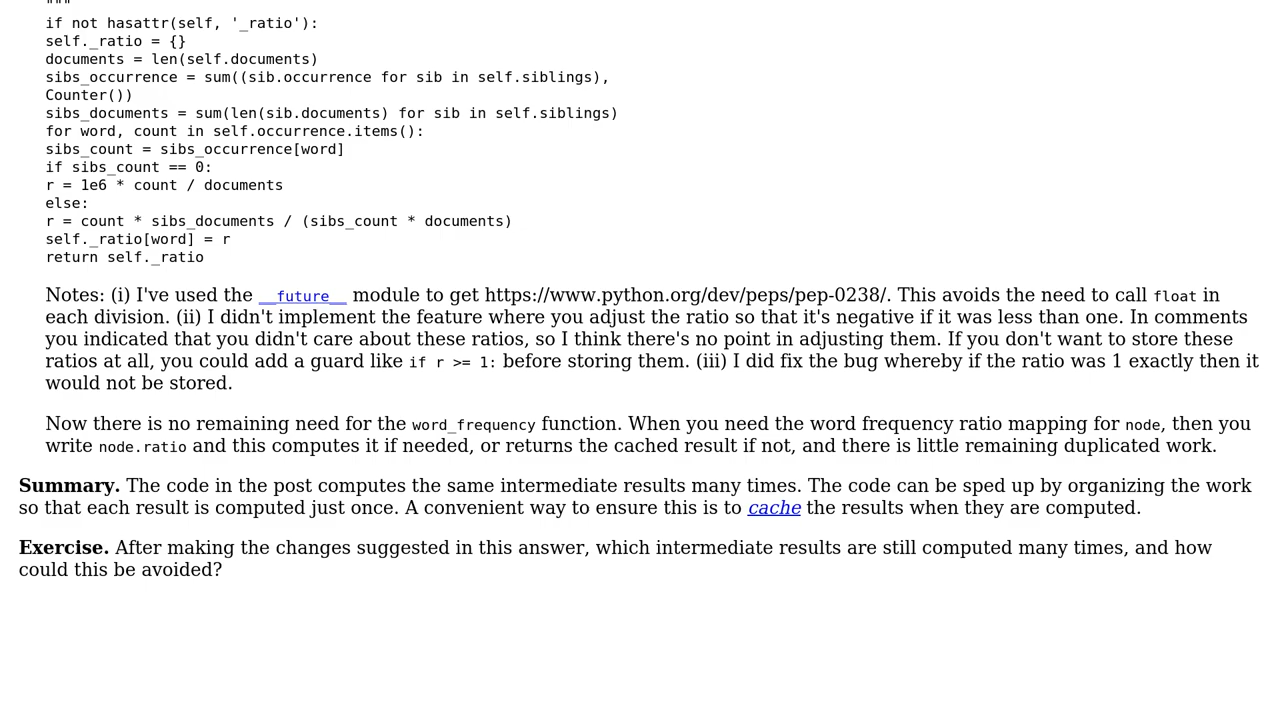 """
if not hasattr(self, '_ratio'):
self._ratio = {}
documents = len(self.documents)
sibs_occurrence = sum((sib.occurrence for sib in self.siblings),
Counter())
sibs_documents = sum(len(sib.documents) for sib in self.siblings)
for word, count in self.occurrence.items():
sibs_count = sibs_occurrence[word]
if sibs_count == 0:
r = 1e6 * count / documents
else:
r = count * sibs_documents / (sibs_count * documents)
self._ratio[word] = r
return self._ratio
Notes: (i) I've used the __future__ module to get https://www.python.org/dev/peps/pep-0238/. This avoids the need to call float in
each division. (ii) I didn't implement the feature where you adjust the ratio so that it's negative if it was less than one. In comments
you indicated that you didn't care about these ratios, so I think there's no point in adjusting them. If you don't want to store these
ratios at all, you could add a guard like if r >= 1: before storing them. (iii) I did fix the bug whereby if the ratio was 1 exactly then it
would not be stored.
Now there is no remaining need for the word_frequency function. When you need the word frequency ratio mapping for node, then you
write node.ratio and this computes it if needed, or returns the cached result if not, and there is little remaining duplicated work.
Summary. The code in the post computes the same intermediate results many times. The code can be sped up by organizing the work
so that each result is computed just once. A convenient way to ensure this is to cache the results when they are computed.
Exercise. After making the changes suggested in this answer, which intermediate results are still computed many times, and how
could this be avoided?